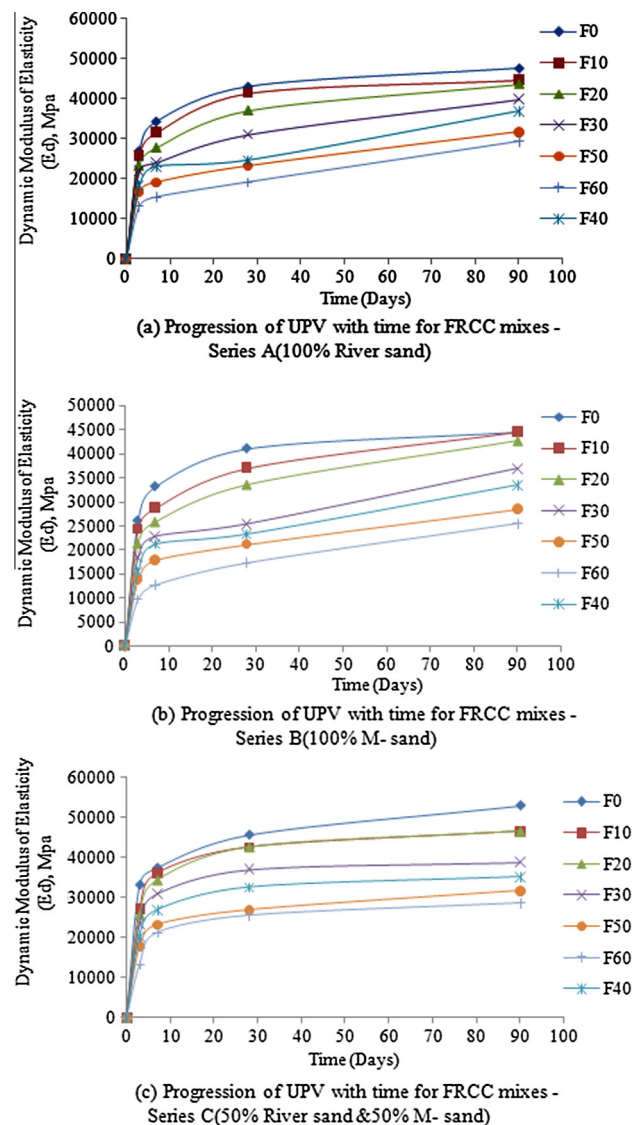 60000
50000
40000
30000
20000
10000
0
Dynamic Modulus of Elasticity
(Ed), Mpa
0 10 20 30 40 50 60 70 80 90 100
Time (Days)
F0
F10
F20
F30
F50
F60
F40
(a) Progression of UPV with time for FRCC mixes -
Series A(100% River sand)
50000
45000
40000
35000
30000
25000
20000
15000
10000
5000
0
Dynamic Modulus of Elasticity
(Ed), Mpa
0 10 20 30 40 50 60 70 80 90 100
Time (Days)
F0
F10
F20
F30
F50
F60
F40
(b) Progression of UPV with time for FRCC mixes -
Series B(100% M- sand)
60000
50000
40000
30000
20000
10000
0
Dynamic Modulus of Elasticity
(Ed), Mpa
0 10 20 30 40 50 60 70 80 90 100
Time (Days)
F0
F10
F20
F30
F50
F60
F40
(c) Progression of UPV with time for FRCC mixes -
Series C(50% River sand &50% M- sand)